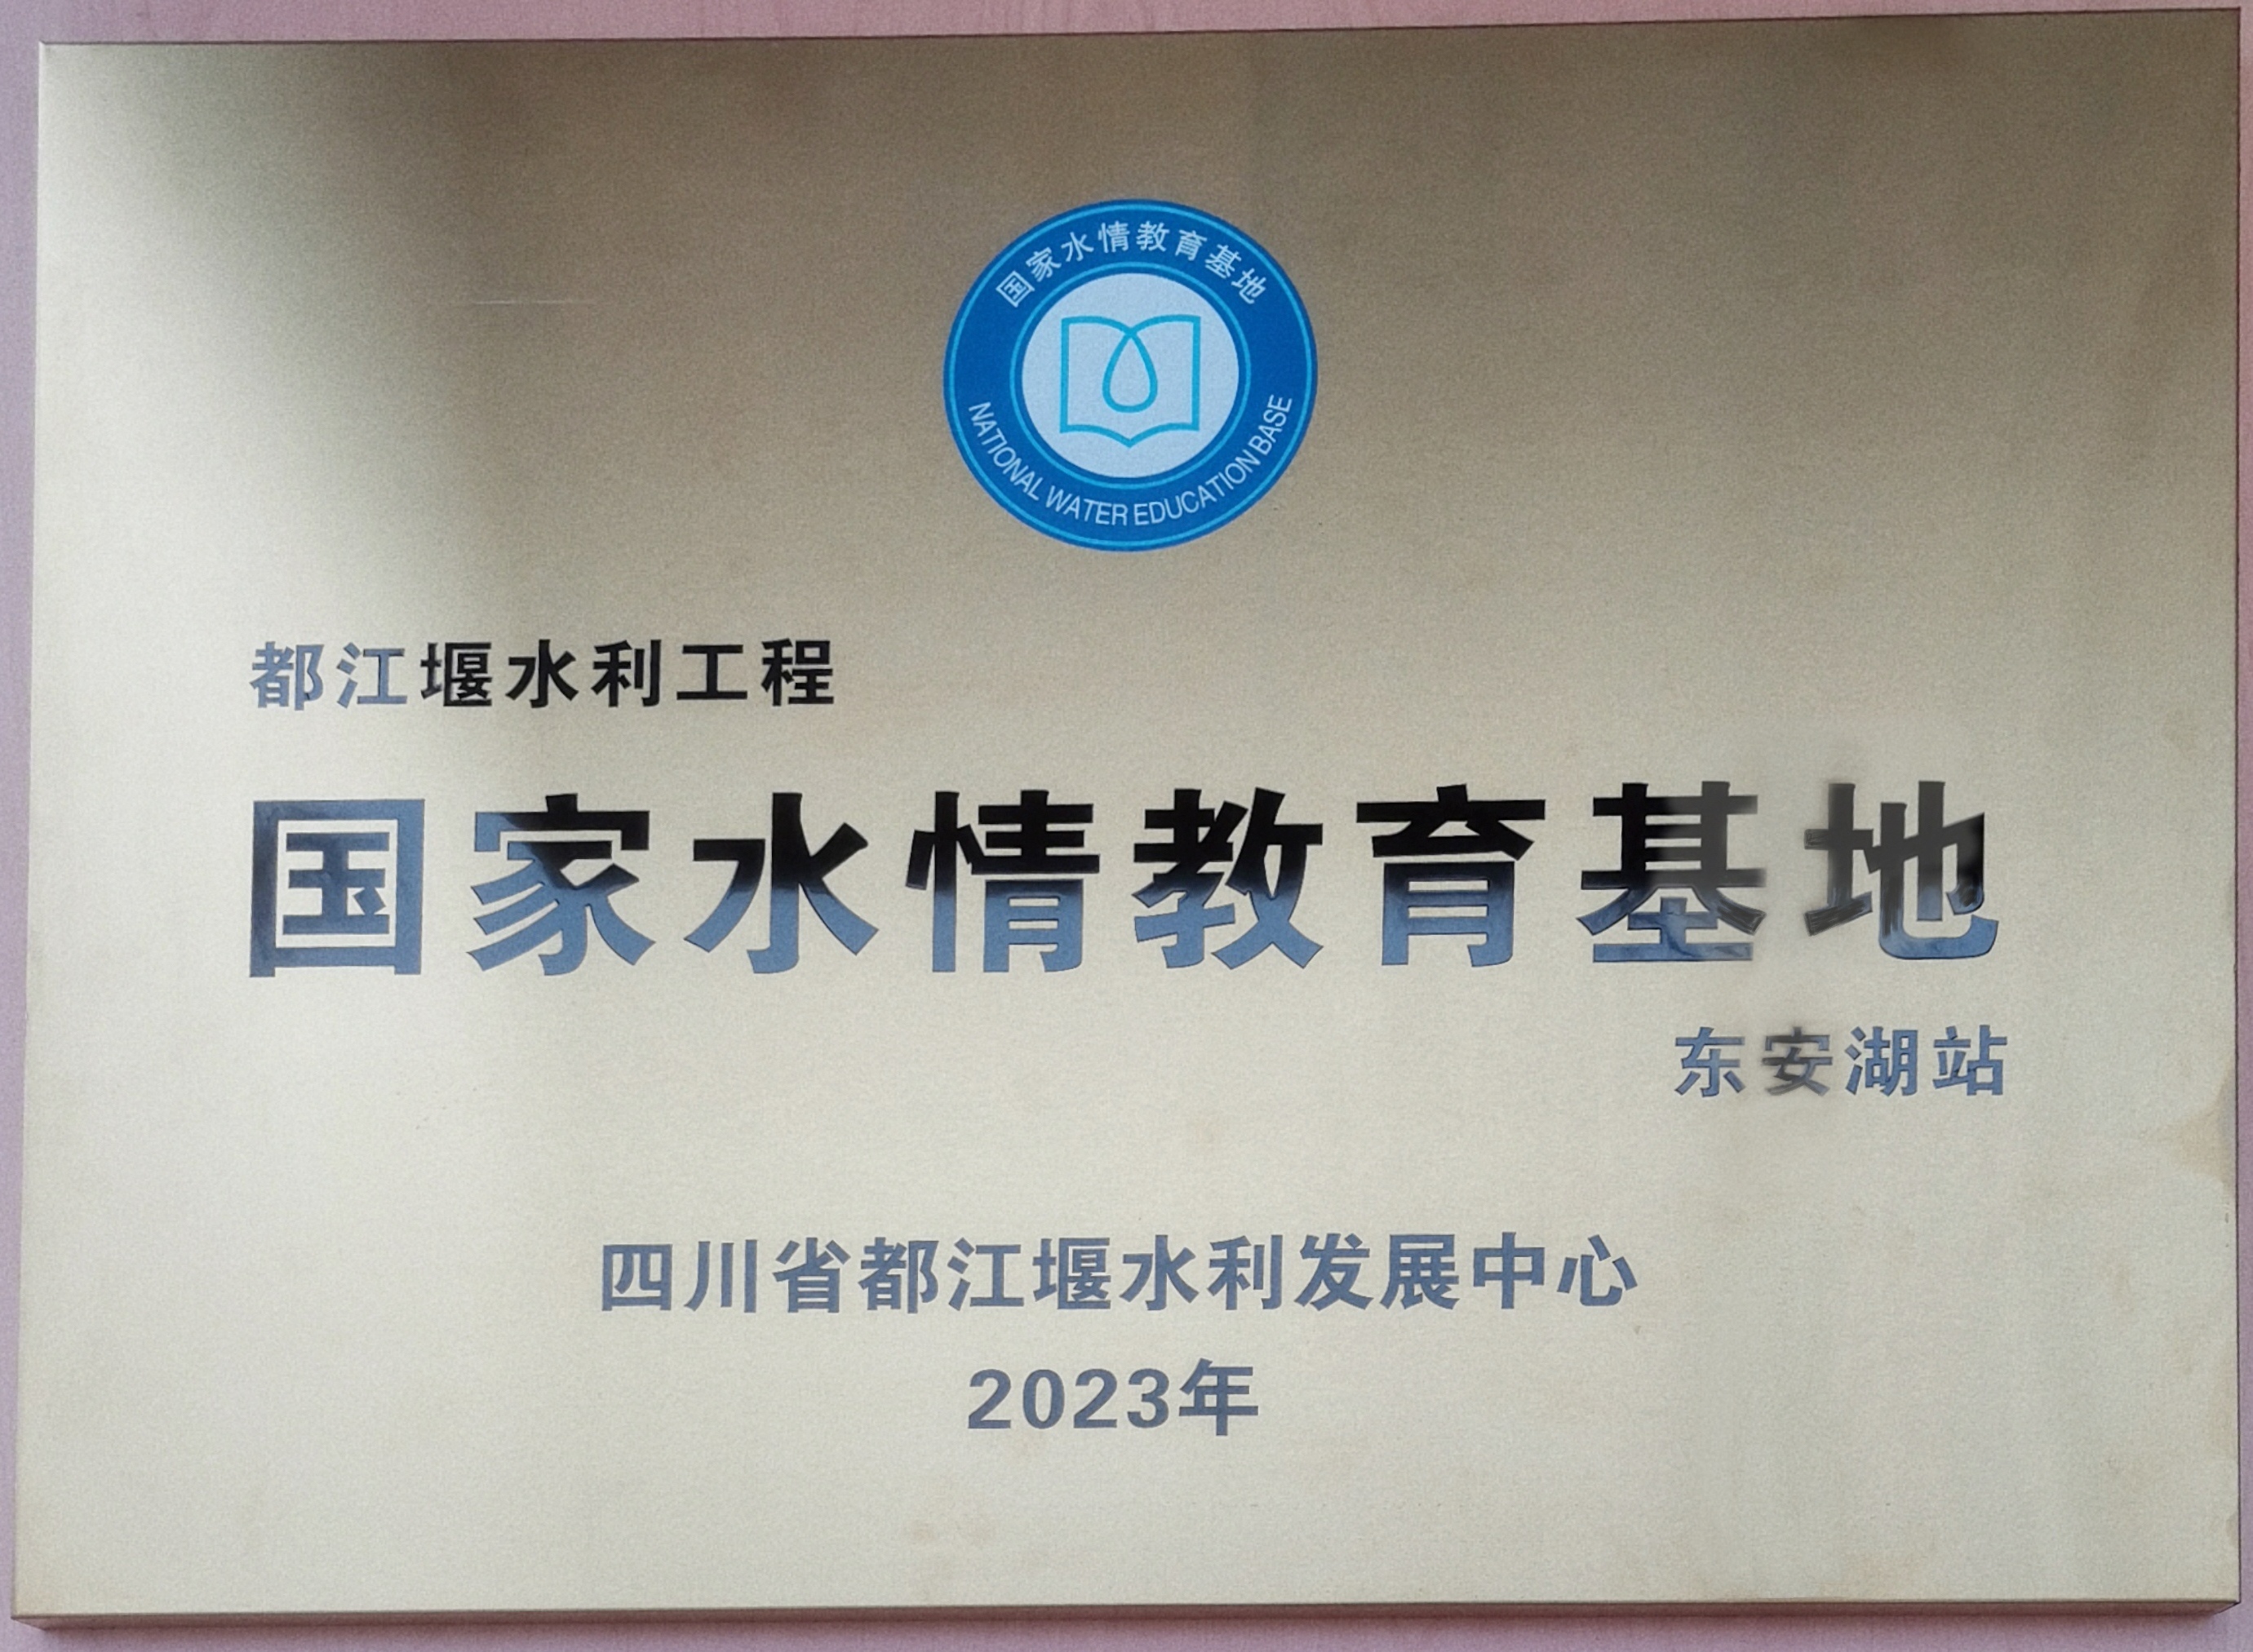 国家水情教育基地
NATIONAL WATER EDUCATION BASE
都江堰水利工程
国家水情教育基地
东安湖站
四川省都江堰水利发展中心
2023年